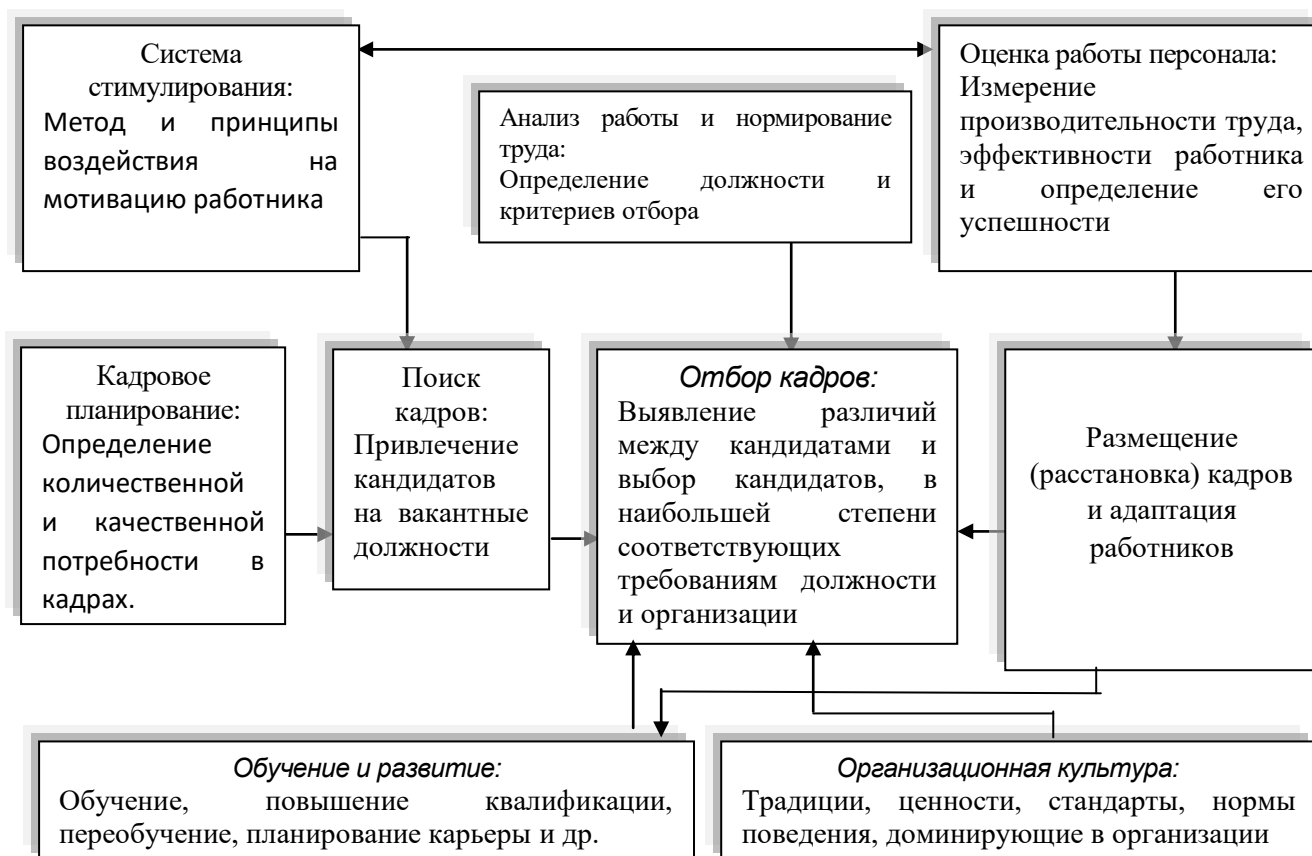 Система
стимулирования:
Метод и принципы
воздействия на
мотивацию работника
Анализ работы и нормирование
труда:
Определение должности и
критериев отбора
Оценка работы персонала:
Измерение
производительности труда,
эффективности работника
и определение его
успешности
Кадровое
планирование:
Определение
количественной
и качественной
потребности в
кадрах.
Поиск
кадров:
Привлечение
кандидатов
на вакантные
должности
Отбор кадров:
Выявление различий
между кандидатами и
выбор кандидатов, в
наибольшей степени
соответствующих
требованиям должности
и организации
Размещение
(расстановка) кадров
и адаптация
работников
Обучение и развитие:
Обучение, повышение квалификации,
переобучение, планирование карьеры и др.
Организационная культура:
Традиции, ценности, стандарты, нормы
поведения, доминирующие в организации